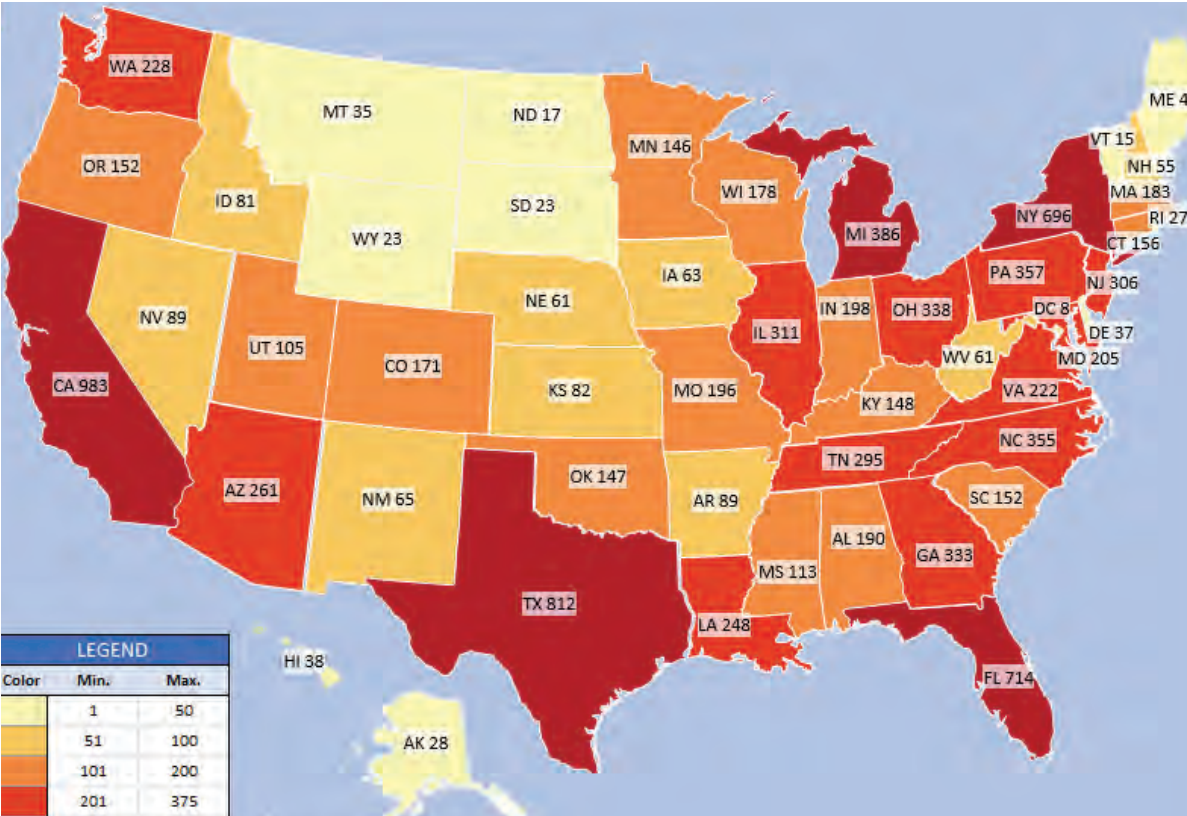 WA 228
MT 35
ND 17
ME 4
MN 146
VT 15
OR 152
NH 55
WI 178
MA 183
ID 81
SD 23
NY 696
RI 27
WY 23
MI 386
CT 156
PA 357
IA 63
NJ 306
NE 61
DC 8
IN 198
OH 338
NV 89
IL 311
DE 37
UT 105
WV 61
MD 205
CO 171
CA 983
KS 82
MO 196
VA 222
KY 148
NC 355
TN 295
OK 147
AZ 261
NM 65
AR 89
SC 152
AL 190
GA 333
MS 113
TX 812
LA 248
HI 38
FL 714
AK 28
LEGEND
Color Min. Max.
1 50
51 100
101 200
201 375